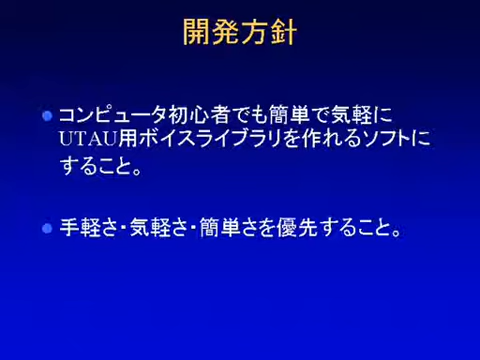 開発方針
コンピュータ初心者でも簡単で気軽に
UTAU用ボイスライブラリを作れるソフトに
すること。
手軽さ・気軽さ・簡単さを優先すること。